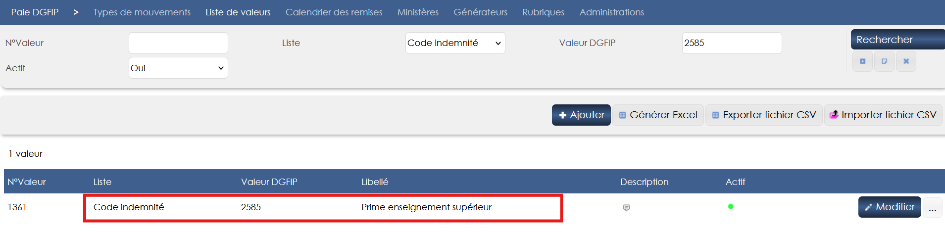 Paie DGFIP > Types de mouvements Liste de valeurs Calendrier des remises Ministères Générateurs Rubriques Administrations
N°Valeur Liste Code Indemnité Valeur DGFIP 2585 Rechercher
Actif Oui
Ajouter Générer Excel Exporter fichier CSV Importer fichier CSV
1 valeur
N°Valeur Liste Valeur DGFIP Libellé Description Actif
1361 Code Indemnité 2585 Prime enseignement supérieur Modifier ...